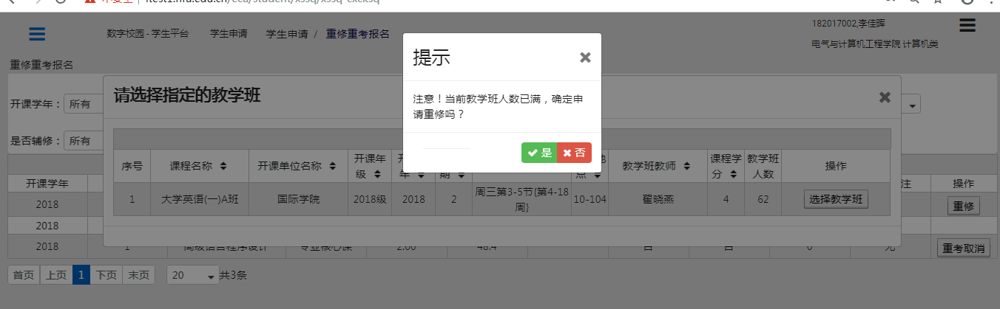 数字校园 - 学生平台 学生申请 学生申请 / 重修重考报名
182017002,李佳晖
电气与计算机工程学院 计算机类
重修重考报名
提示
注意！当前教学班人数已满，确定申
请重修吗？
是 否
请选择指定的教学班
开课学年： 所有
是否辅修： 所有
序号 课程名称 开课单位名称 开课年级 年 期 点 教学班教师 课程学分 教学班人数 操作
1 大学英语(一)A班 国际学院 2018级 2018 2 周三第3-5节{第4-18周} 10-104 翟晓燕 4 62 选择教学班
开课学年 注 操作
2018 重修
2018
2018 1 高级语言程序设计 专业核心课 2.00 48.4 否 否 0 无 重考取消
首页 上页 1 下页 末页 20 共3条